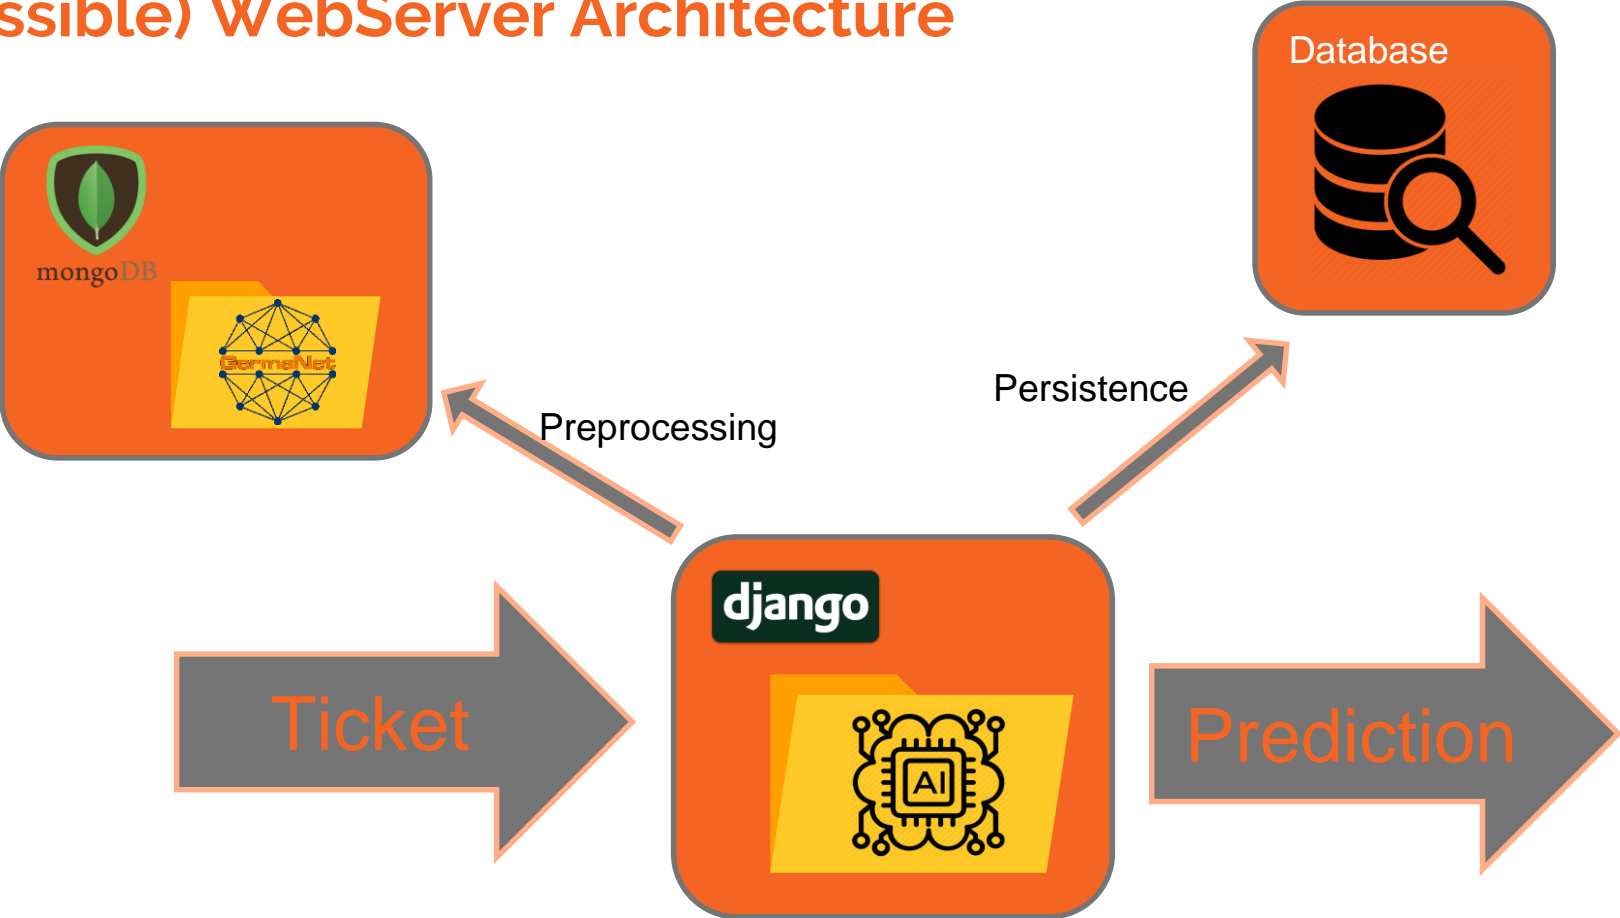 ssible) WebServer Architecture
Database
mongoDB
GermaNet
Preprocessing
Persistence
django
Ticket
AI
Prediction